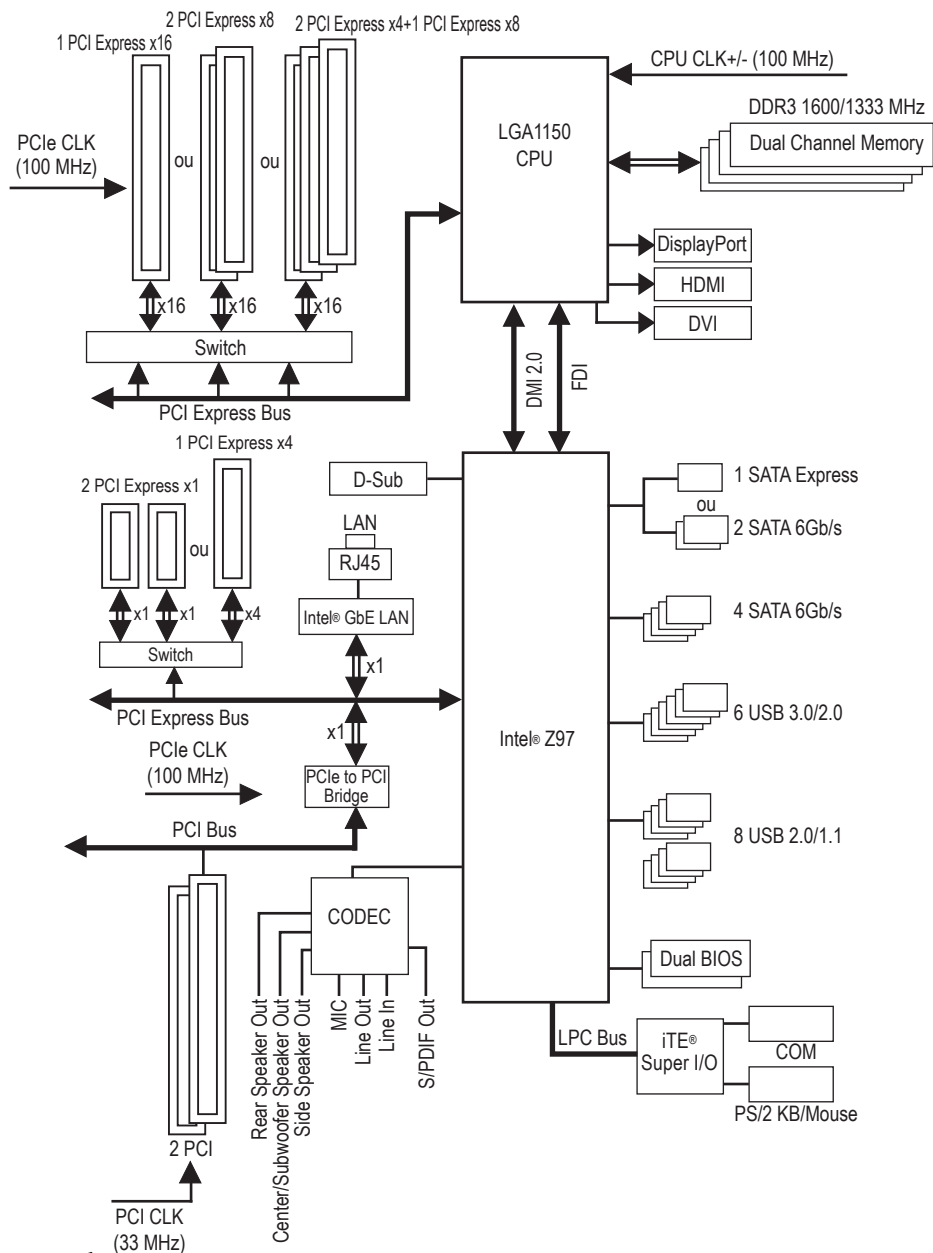 2 PCI Express x8
2 PCI Express x4+1 PCI Express x8
1 PCI Express x16
CPU CLK+/- (100 MHz)
DDR3 1600/1333 MHz
LGA1150
CPU
Dual Channel Memory
PCIe CLK
(100 MHz)
ou
ou
DisplayPort
HDMI
DVI
x16
x16
x16
Switch
DMI 2.0
FDI
PCI Express Bus
1 PCI Express x4
2 PCI Express x1
ou
D-Sub
1 SATA Express
ou
2 SATA 6Gb/s
LAN
RJ45
x1
x1
x4
Intel® GbE LAN
4 SATA 6Gb/s
Switch
x1
PCI Express Bus
x1
6 USB 3.0/2.0
Intel® Z97
PCIe CLK
(100 MHz)
PCIe to PCI
Bridge
PCI Bus
8 USB 2.0/1.1
CODEC
Dual BIOS
Rear Speaker Out
Center/Subwoofer Speaker Out
Side Speaker Out
MIC
Line Out
Line In
S/PDIF Out
LPC Bus
iTE®
Super I/O
COM
PS/2 KB/Mouse
2 PCI
PCI CLK
(33 MHz)